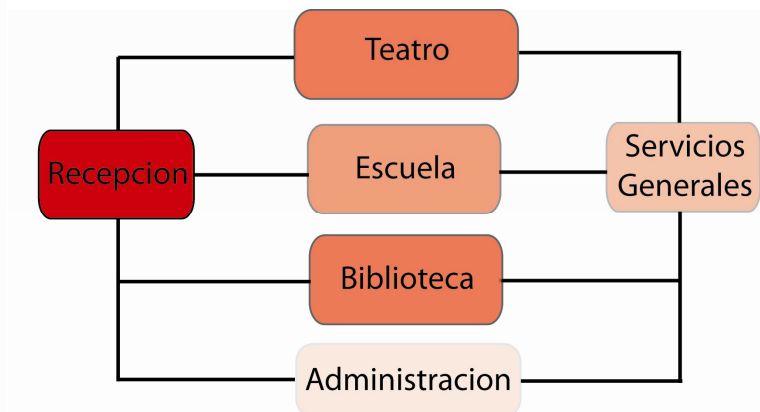 Teatro
Recepcion
Escuela
Servicios
Generales
Biblioteca
Administracion